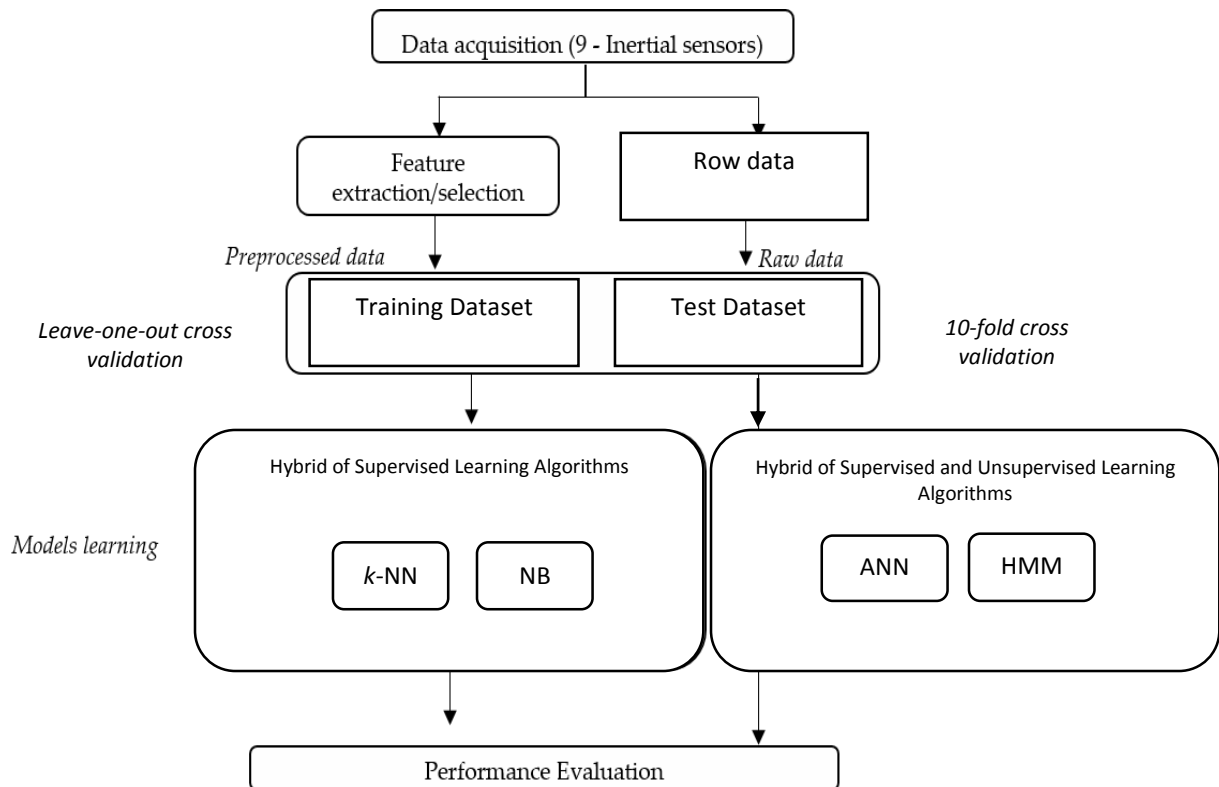 Data acquisition (9 - Inertial sensors)
Feature
extraction/selection
Row data
Preprocessed data
Raw data
Training Dataset
Test Dataset
Leave-one-out cross
validation
10-fold cross
validation
Hybrid of Supervised Learning Algorithms
Hybrid of Supervised and Unsupervised Learning
Algorithms
Models learning
k-NN
NB
ANN
HMM
Performance Evaluation